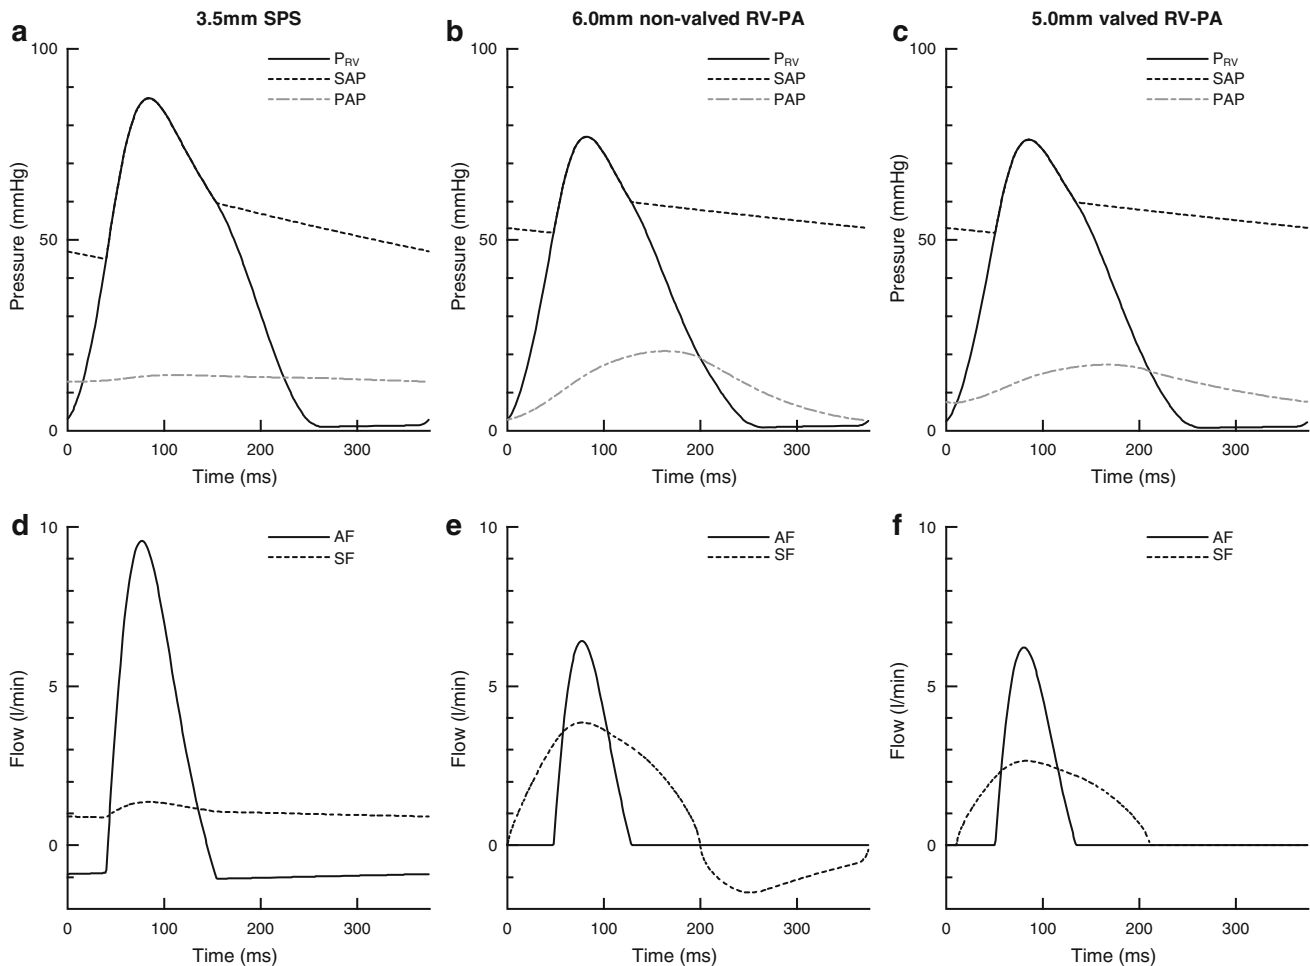 a
3.5mm SPS
b
6.0mm non-valved RV-PA
c
5.0mm valved RV-PA
100
50
0
Pressure (mmHg)
P_RV
SAP
PAP
0
100
200
300
Time (ms)
Pressure (mmHg)
100
50
0
P_RV
SAP
PAP
0
100
200
300
Time (ms)
Pressure (mmHg)
100
50
0
P_RV
SAP
PAP
0
100
200
300
Time (ms)
d
Flow (l/min)
10
5
0
AF
SF
0
100
200
300
Time (ms)
e
Flow (l/min)
10
5
0
AF
SF
0
100
200
300
Time (ms)
f
Flow (l/min)
10
5
0
AF
SF
0
100
200
300
Time (ms)